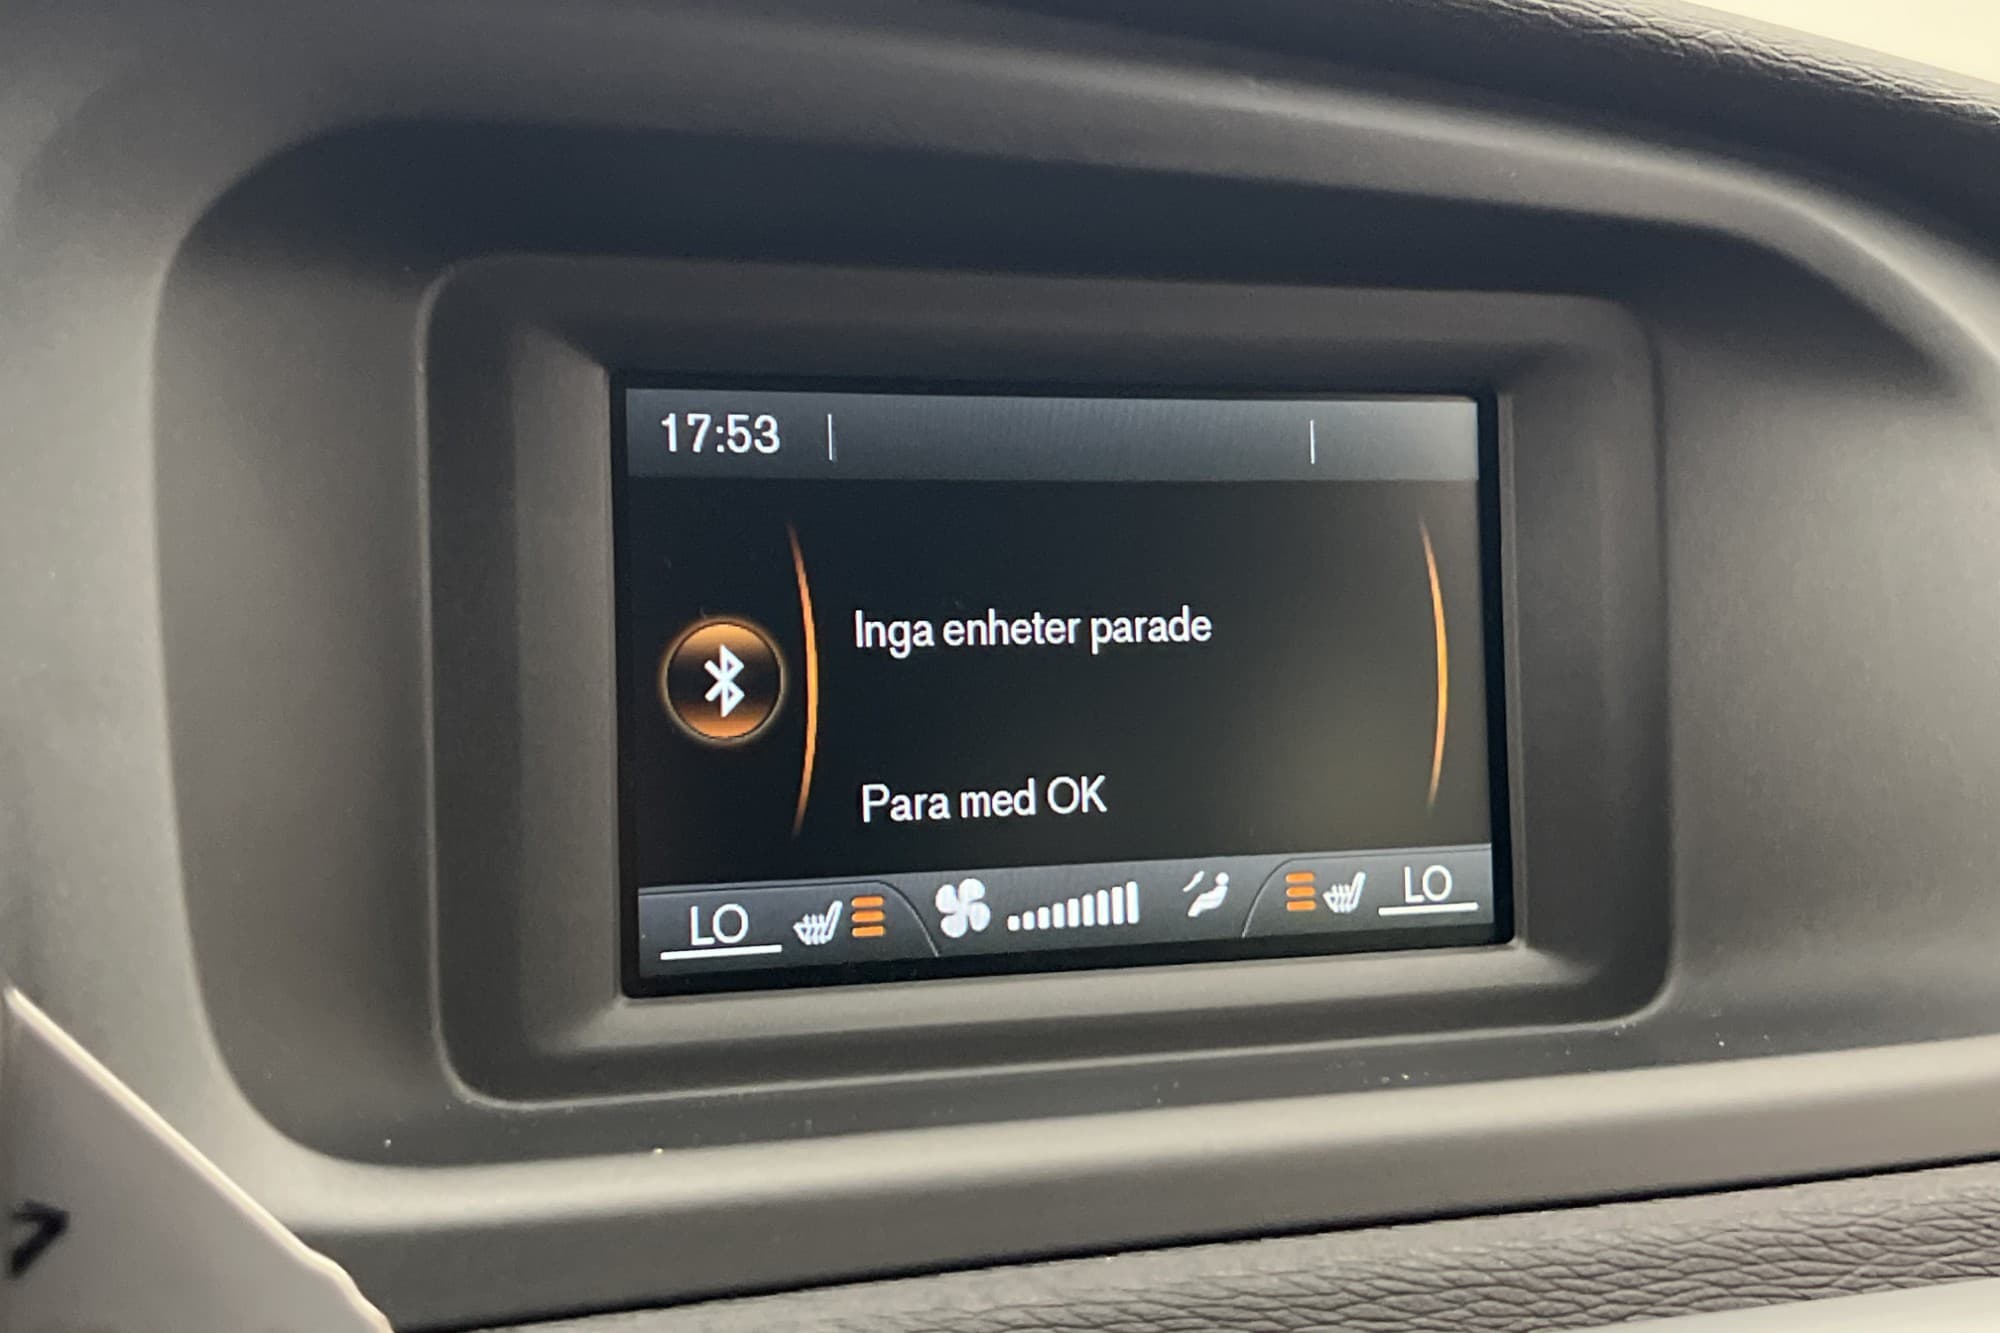 17:53
Inga enheter parade
Para med OK
LO LO